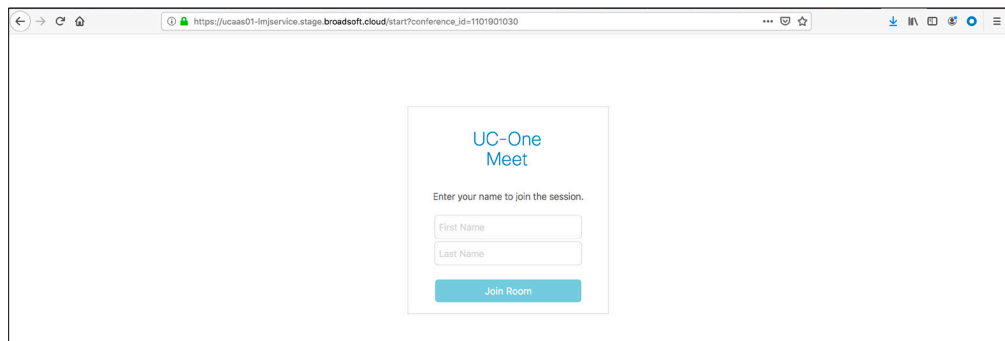 https://ucaas01-lmjservice.stage.broadsoft.cloud/start?conference_id=1101901030
UC-One
Meet
Enter your name to join the session.
First Name
Last Name
Join Room